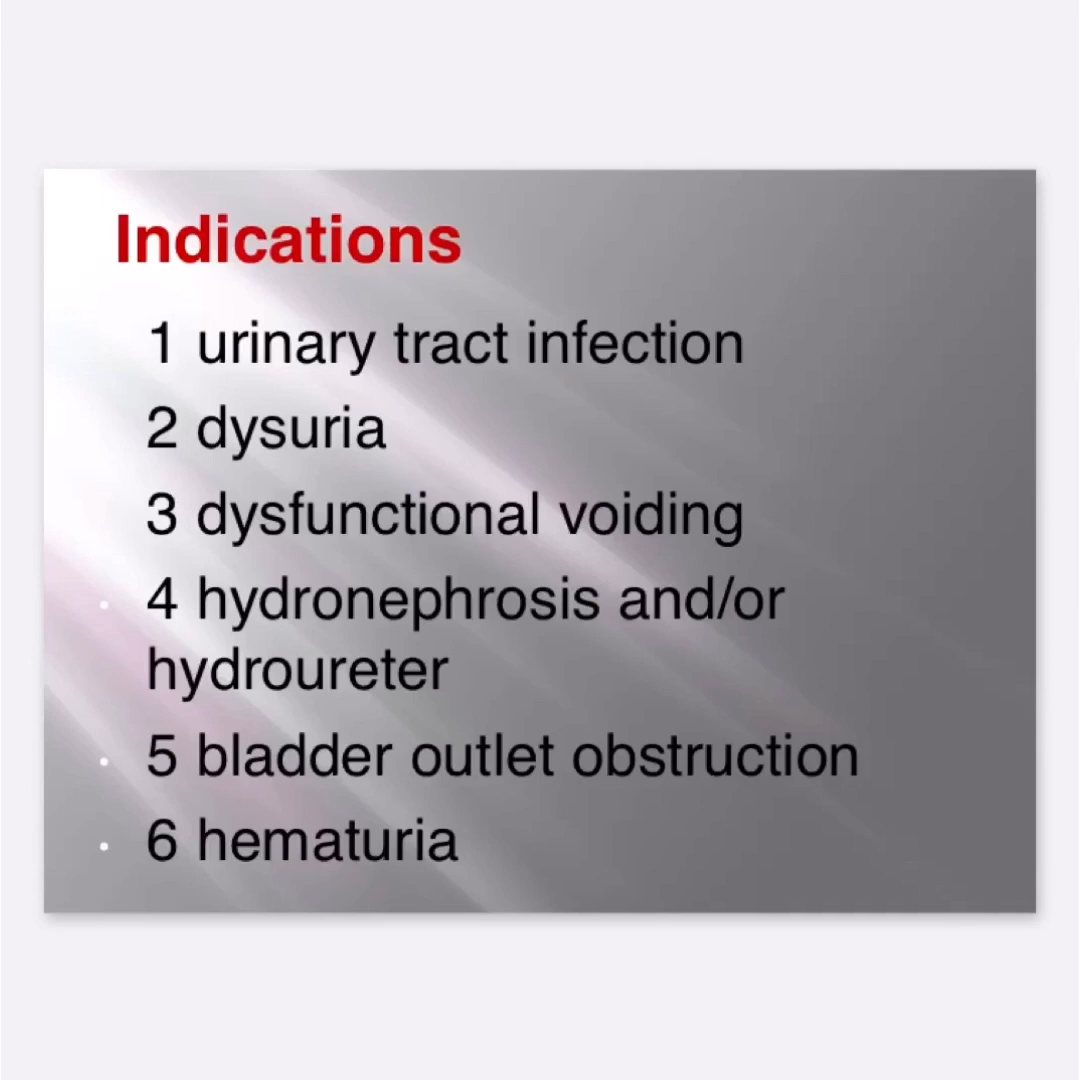 Indications
1 urinary tract infection
2 dysuria
3 dysfunctional voiding
4 hydronephrosis and/or
hydroureter
5 bladder outlet obstruction
6 hematuria